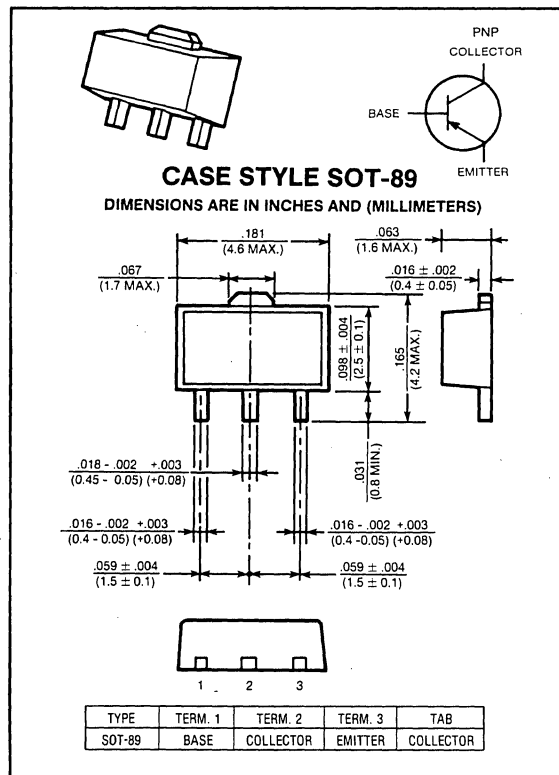 PNP
COLLECTOR
BASE
EMITTER
CASE STYLE SOT-89
DIMENSIONS ARE IN INCHES AND (MILLIMETERS)
.181
(4.6 MAX.)
.063
(1.6 MAX.)
.067
(1.7 MAX.)
.016 ± .002
(0.4 ± 0.05)
.098 ± .004
(2.5 ± 0.1)
.165
(4.2 MAX.)
.031
(0.8 MIN.)
.018 - .002 +.003
(0.45 - 0.05) (+0.08)
.016 -.002 +.003
(0.4 -0.05) (+0.08)
.016 -.002 +.003
(0.4 -0.05) (+0.08)
.059 ± .004
(1.5 ± 0.1)
.059 ± .004
(1.5 ± 0.1)
1 2 3
TYPE TERM. 1 TERM. 2 TERM. 3 TAB
SOT-89 BASE COLLECTOR EMITTER COLLECTOR